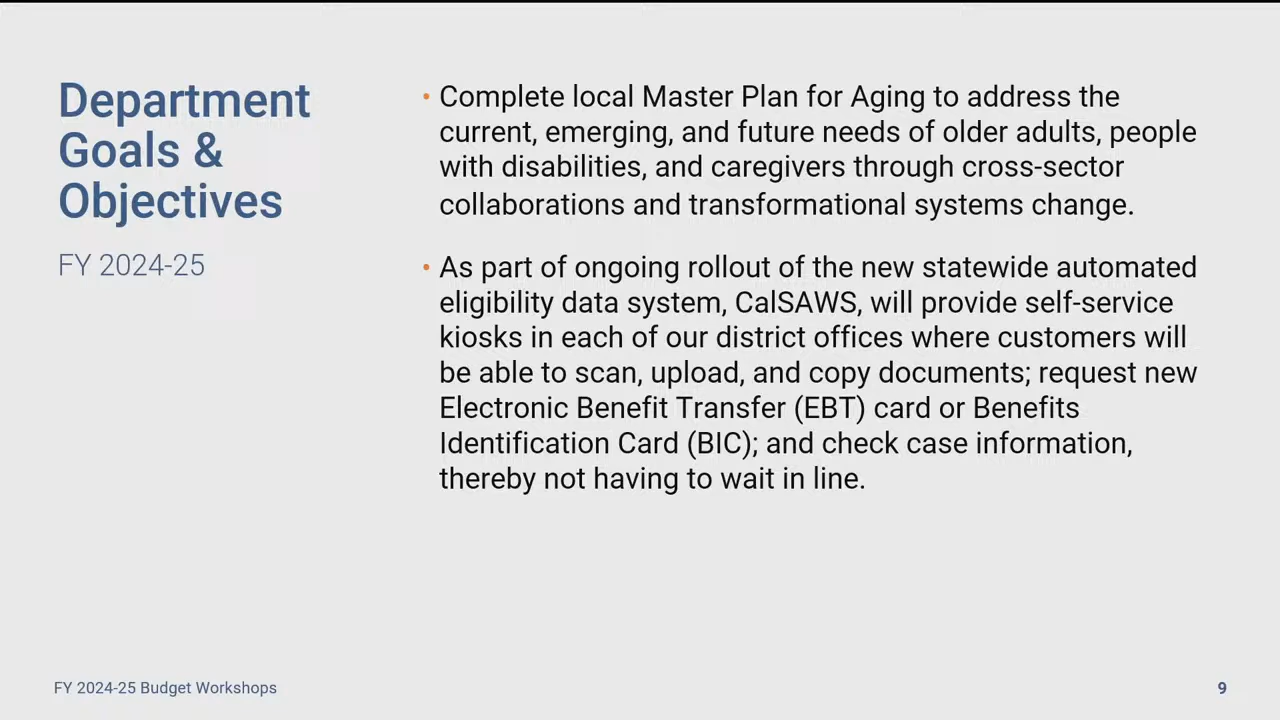 Department
Goals &
Objectives
FY 2024-25
• Complete local Master Plan for Aging to address the
current, emerging, and future needs of older adults, people
with disabilities, and caregivers through cross-sector
collaborations and transformational systems change.
• As part of ongoing rollout of the new statewide automated
eligibility data system, CalSAWS, will provide self-service
kiosks in each of our district offices where customers will
be able to scan, upload, and copy documents; request new
Electronic Benefit Transfer (EBT) card or Benefits
Identification Card (BIC); and check case information,
thereby not having to wait in line.
FY 2024-25 Budget Workshops
9